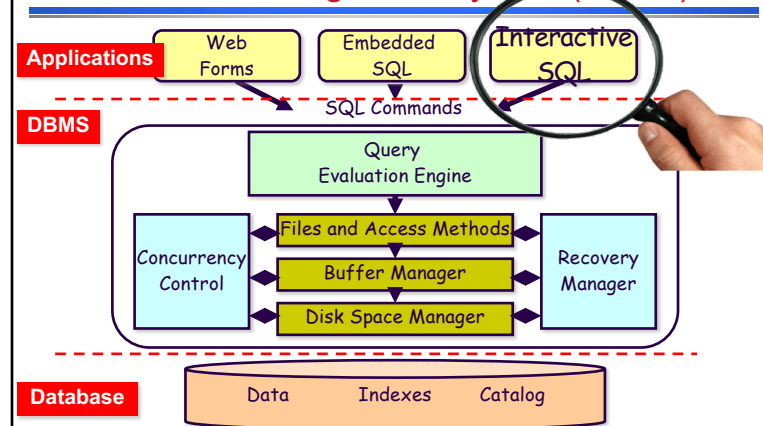 Applications
Web
Forms
Embedded
SQL
Interactive
SQL
SQL Commands
DBMS
Query
Evaluation Engine
Concurrency
Control
Files and Access Methods
Buffer Manager
Disk Space Manager
Recovery
Manager
Database
Data Indexes Catalog